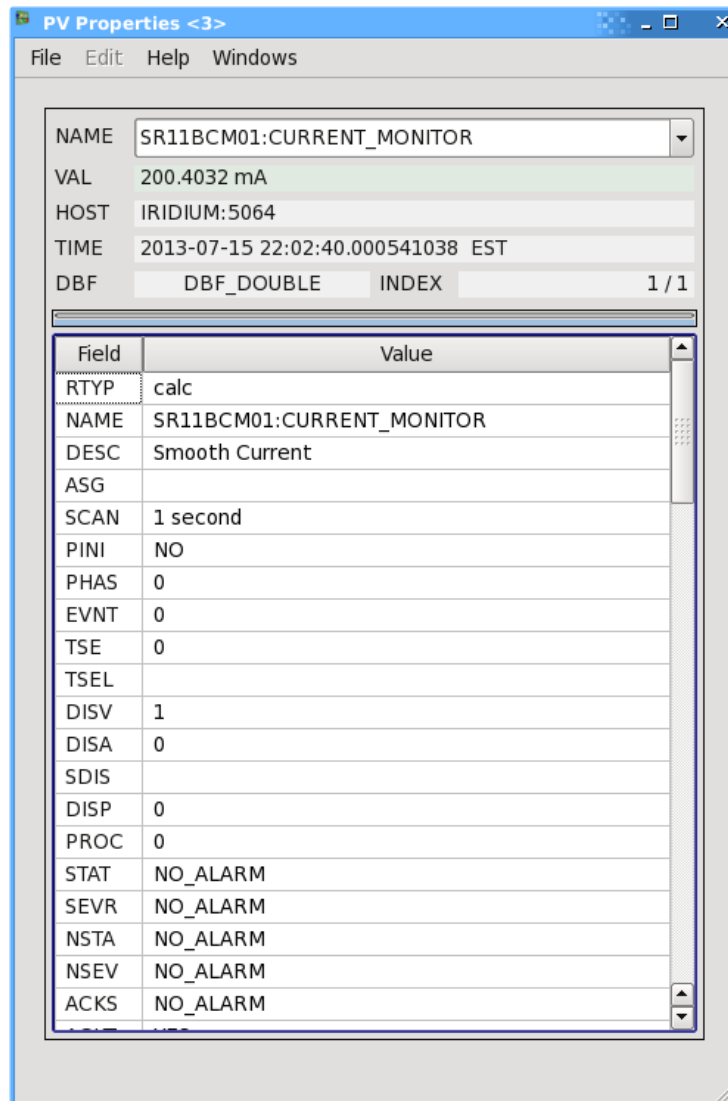 PV Properties <3>
File Edit Help Windows
NAME SR11BCM01:CURRENT_MONITOR
VAL 200.4032 mA
HOST IRIDIUM:5064
TIME 2013-07-15 22:02:40.000541038 EST
DBF DBF_DOUBLE INDEX 1 / 1
Field Value
RTYP calc
NAME SR11BCM01:CURRENT_MONITOR
DESC Smooth Current
ASG
SCAN 1 second
PINI NO
PHAS 0
EVNT 0
TSE 0
TSEL
DISV 1
DISA 0
SDIS
DISP 0
PROC 0
STAT NO_ALARM
SEVR NO_ALARM
NSTA NO_ALARM
NSEV NO_ALARM
ACKS NO_ALARM